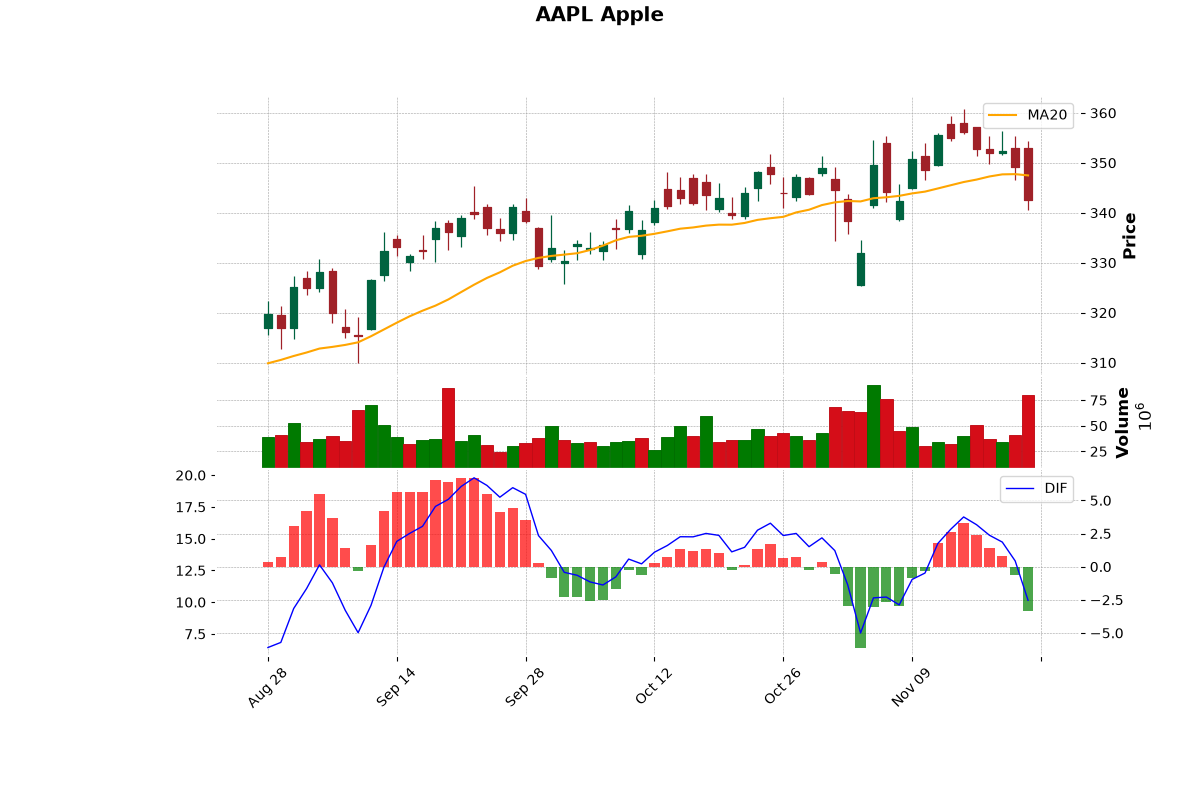 AAPL Apple
MA20
360
350
340
330
320
310
Price
75
50
25
Volume
10^6
20.0
17.5
15.0
12.5
10.0
7.5
DIF
5.0
2.5
0.0
−2.5
−5.0
Aug 28
Sep 14
Sep 28
Oct 12
Oct 26
Nov 09